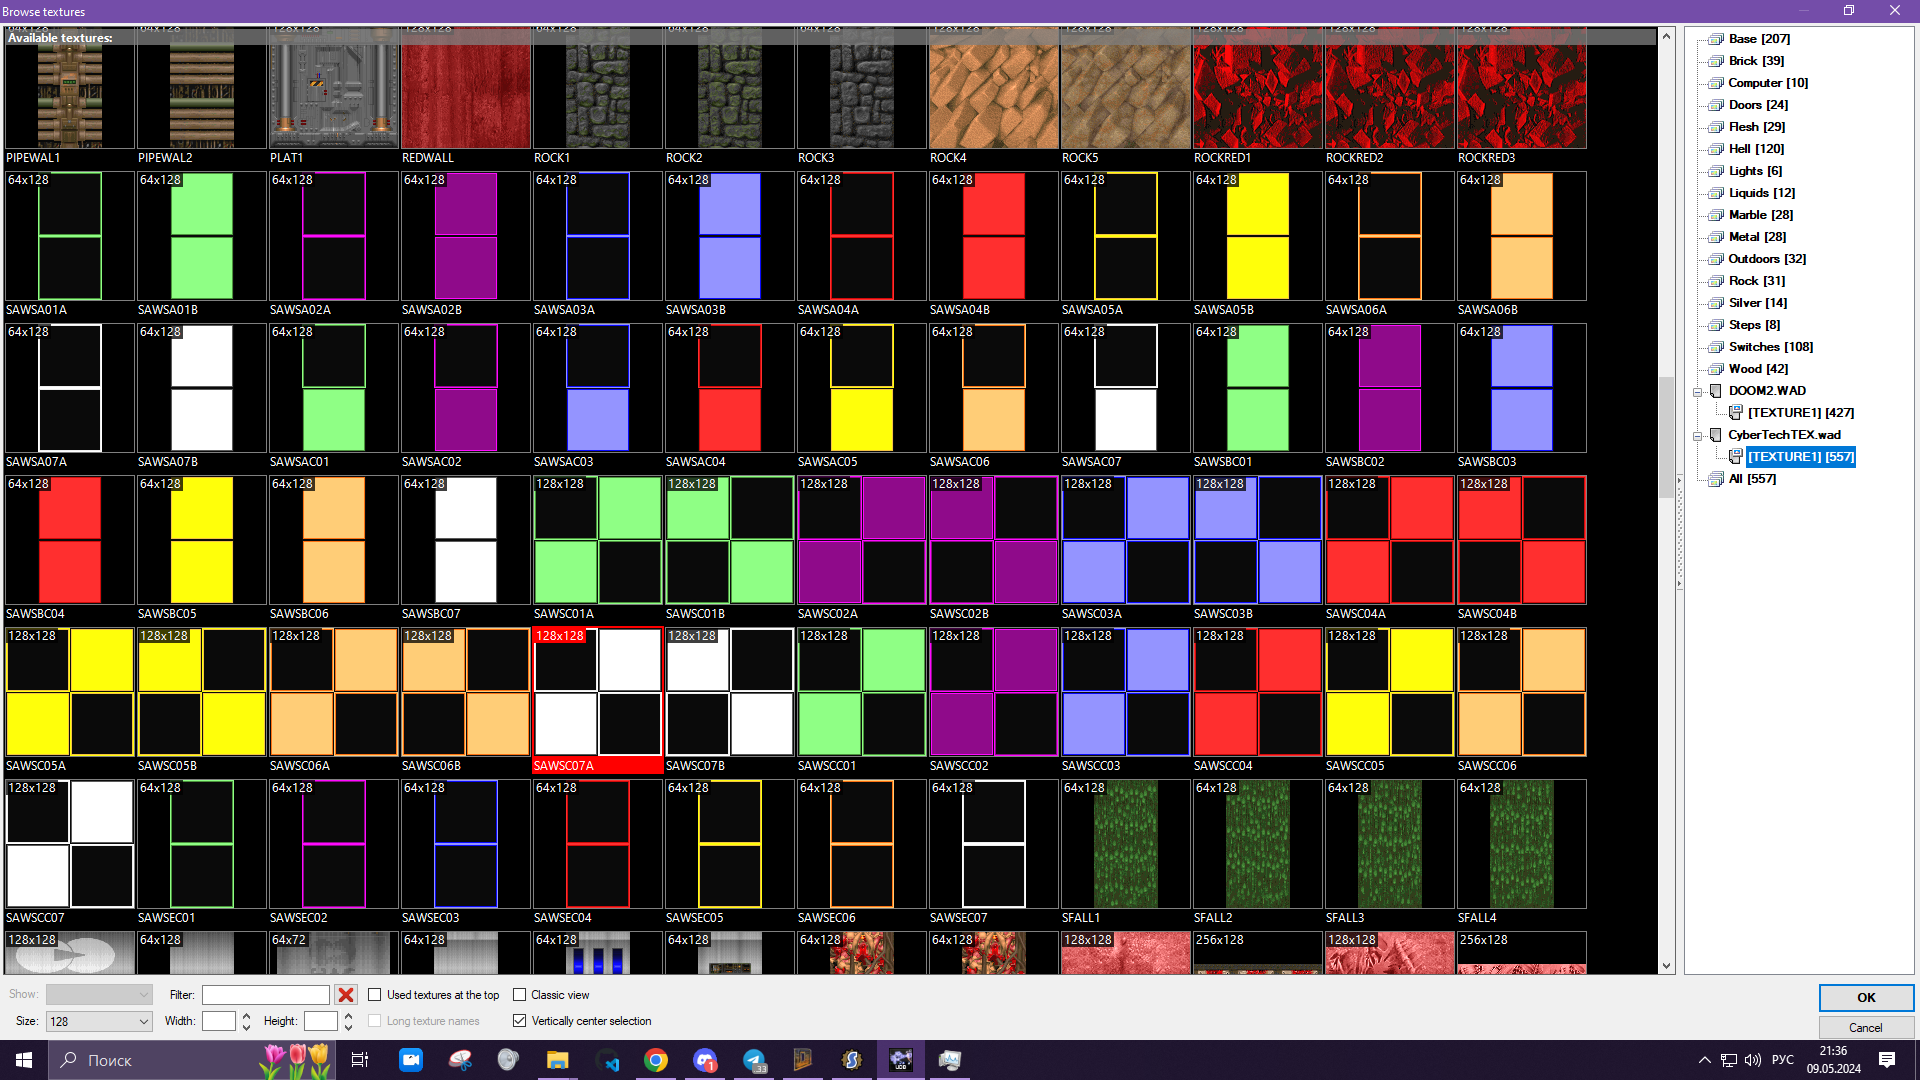 Browse textures
Available textures:
PIPEWAL1 PIPEWAL2 PLAT1 REDWALL ROCK1 ROCK2 ROCK3 ROCK4 ROCK5 ROCKRED1 ROCKRED2 ROCKRED3
64x128 64x128 64x128 64x128 64x128 64x128 64x128 64x128 64x128 64x128 64x128 64x128
SAWSA01A SAWSA01B SAWSA02A SAWSA02B SAWSA03A SAWSA03B SAWSA04A SAWSA04B SAWSA05A SAWSA05B SAWSA06A SAWSA06B
64x128 64x128 64x128 64x128 64x128 64x128 64x128 64x128 64x128 64x128 64x128 64x128
SAWSA07A SAWSA07B SAWSAC01 SAWSAC02 SAWSAC03 SAWSAC04 SAWSAC05 SAWSAC06 SAWSAC07 SAWSBC01 SAWSBC02 SAWSBC03
64x128 64x128 64x128 64x128 128x128 128x128 128x128 128x128 128x128 128x128 128x128 128x128
SAWSBC04 SAWSBC05 SAWSBC06 SAWSBC07 SAWSC01A SAWSC01B SAWSC02A SAWSC02B SAWSC03A SAWSC03B SAWSC04A SAWSC04B
128x128 128x128 128x128 128x128 128x128 128x128 128x128 128x128 128x128 128x128 128x128 128x128
SAWSC05A SAWSC05B SAWSC06A SAWSC06B SAWSC07A SAWSC07B SAWSCC01 SAWSCC02 SAWSCC03 SAWSCC04 SAWSCC05 SAWSCC06
128x128 64x128 64x128 64x128 64x128 64x128 64x128 64x128 64x128 64x128 64x128 64x128
SAWSCC07 SAWSEC01 SAWSEC02 SAWSEC03 SAWSEC04 SAWSEC05 SAWSEC06 SAWSEC07 SFALL1 SFALL2 SFALL3 SFALL4
128x128 64x128 64x72 64x128 64x128 64x128 64x128 64x128 128x128 256x128 128x128 256x128
Base [207]
Brick [39]
Computer [10]
Doors [24]
Flesh [29]
Hell [120]
Lights [6]
Liquids [12]
Marble [28]
Metal [28]
Outdoors [32]
Rock [31]
Silver [14]
Steps [8]
Switches [108]
Wood [42]
DOOM2.WAD
[TEXTURE1] [427]
CyberTechTEX.wad
[TEXTURE1] [557]
All [557]
Show: Filter: Used textures at the top Classic view
Size: 128 Width: Height: Long texture names Vertically center selection
OK
Cancel
Поиск
1
33
UDB
РУС
21:36
09.05.2024